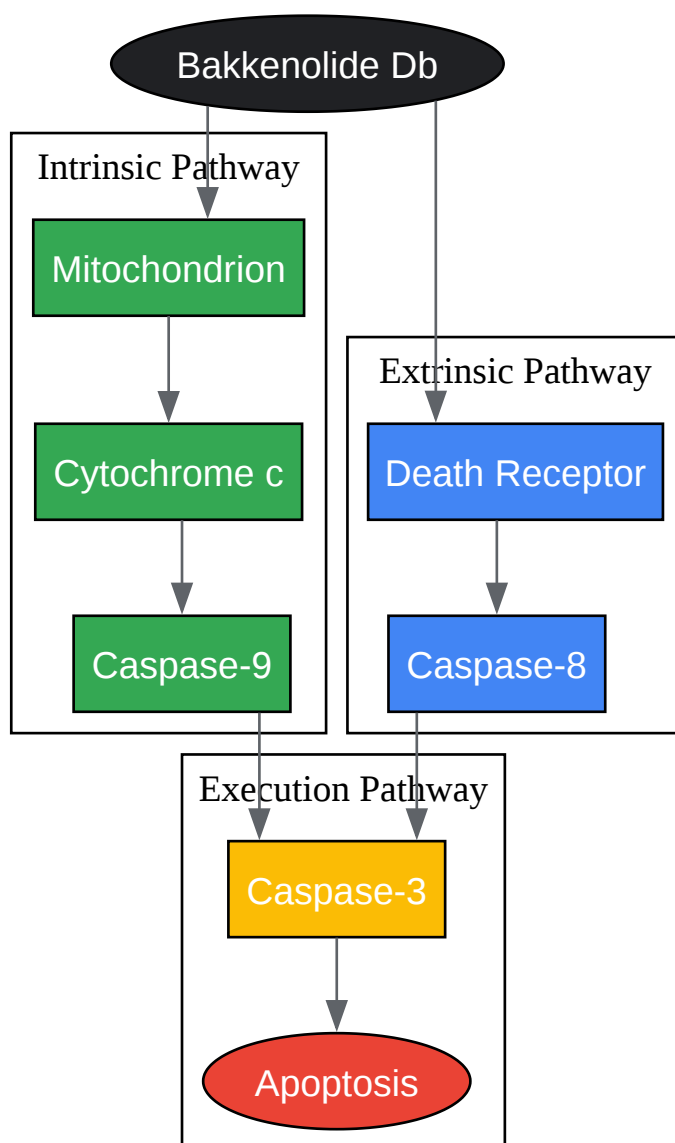 Bakkenolide Db
Intrinsic Pathway
Mitochondrion
Cytochrome c
Caspase-9
Extrinsic Pathway
Death Receptor
Caspase-8
Execution Pathway
Caspase-3
Apoptosis